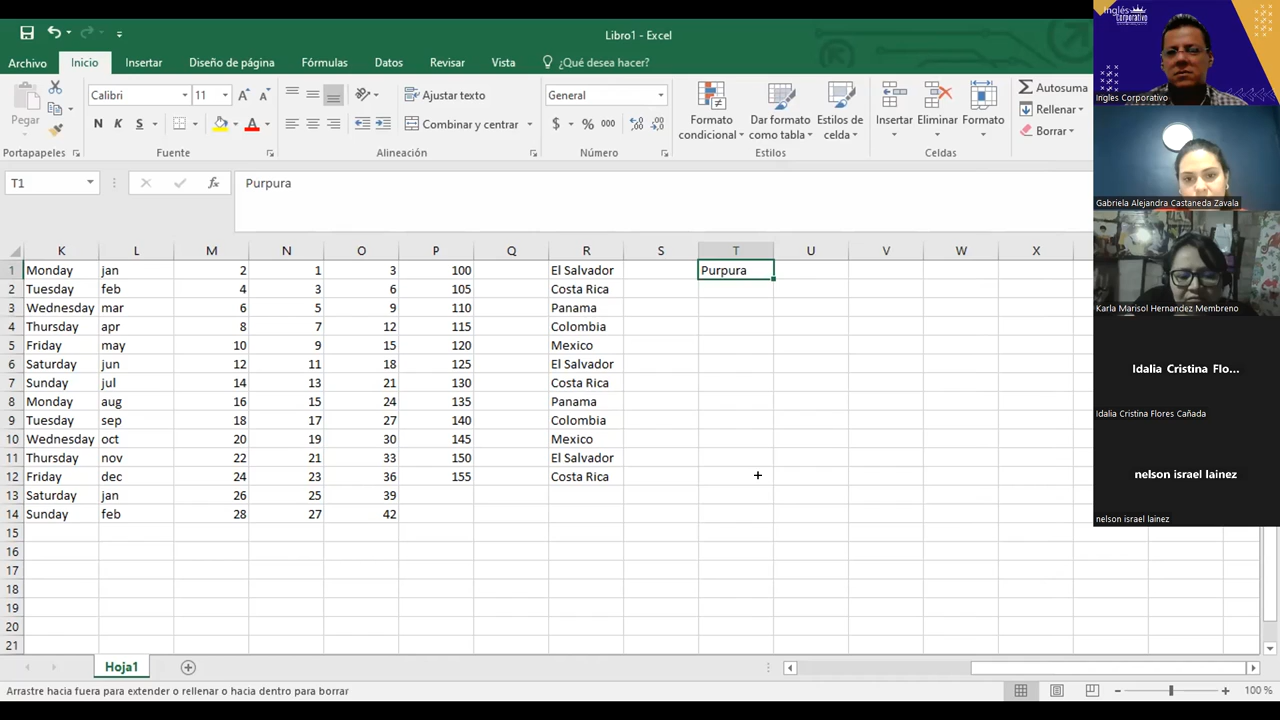 Libro1 - Excel
Archivo Inicio Insertar Diseño de página Fórmulas Datos Revisar Vista ¿Qué desea hacer?
Pegar
Portapapeles
Calibri 11
N K S
Fuente
Ajustar texto
Combinar y centrar
Alineación
General
$ % 000
Número
Formato condicional
Dar formato como tabla
Estilos de celda
Estilos
Insertar Eliminar Formato
Celdas
Autosuma
Rellenar
Borrar
T1 fx Purpura
K L M N O P Q R S T U V W X
1 Monday jan 2 1 3 100 El Salvador Purpura
2 Tuesday feb 4 3 6 105 Costa Rica
3 Wednesday mar 6 5 9 110 Panama
4 Thursday apr 8 7 12 115 Colombia
5 Friday may 10 9 15 120 Mexico
6 Saturday jun 12 11 18 125 El Salvador
7 Sunday jul 14 13 21 130 Costa Rica
8 Monday aug 16 15 24 135 Panama
9 Tuesday sep 18 17 27 140 Colombia
10 Wednesday oct 20 19 30 145 Mexico
11 Thursday nov 22 21 33 150 El Salvador
12 Friday dec 24 23 36 155 Costa Rica
13 Saturday jan 26 25 39
14 Sunday feb 28 27 42
15
16
17
18
19
20
21
Hoja1
Arrastre hacia fuera para extender o rellenar o hacia dentro para borrar
100 %
Inglés
Corporativo
Ingles Corporativo
Gabriela Alejandra Castaneda Zavala
Karla Marisol Hernandez Membreno
Idalia Cristina Flo...
Idalia Cristina Flores Cañada
nelson israel lainez
nelson israel lainez